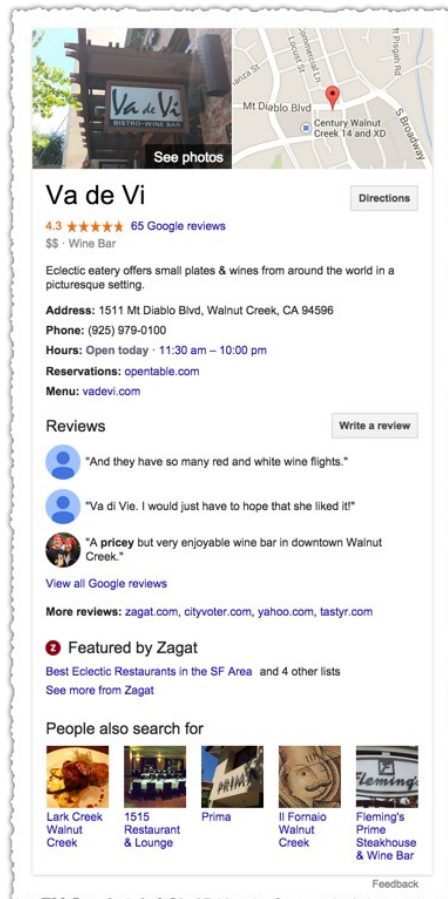 Va de Vi
BISTRO-WINE BAR
See photos
Commercial Ln
Locust St
Mt Diablo Blvd
Century Walnut
Creek 14 and XD
S Broadway
Va de Vi
Directions
4.3 65 Google reviews
$$ · Wine Bar
Eclectic eatery offers small plates & wines from around the world in a
picturesque setting.
Address: 1511 Mt Diablo Blvd, Walnut Creek, CA 94596
Phone: (925) 979-0100
Hours: Open today · 11:30 am – 10:00 pm
Reservations: opentable.com
Menu: vadevi.com
Reviews
Write a review
"And they have so many red and white wine flights."
"Va di Vie. I would just have to hope that she liked it!"
"A pricey but very enjoyable wine bar in downtown Walnut
Creek."
View all Google reviews
More reviews: zagat.com, cityvoter.com, yahoo.com, tastyr.com
Z Featured by Zagat
Best Eclectic Restaurants in the SF Area and 4 other lists
See more from Zagat
People also search for
PRIMA
Fleming's
Lark Creek
Walnut
Creek
1515
Restaurant
& Lounge
Prima
Il Fornaio
Walnut
Creek
Fleming's
Prime
Steakhouse
& Wine Bar
Feedback